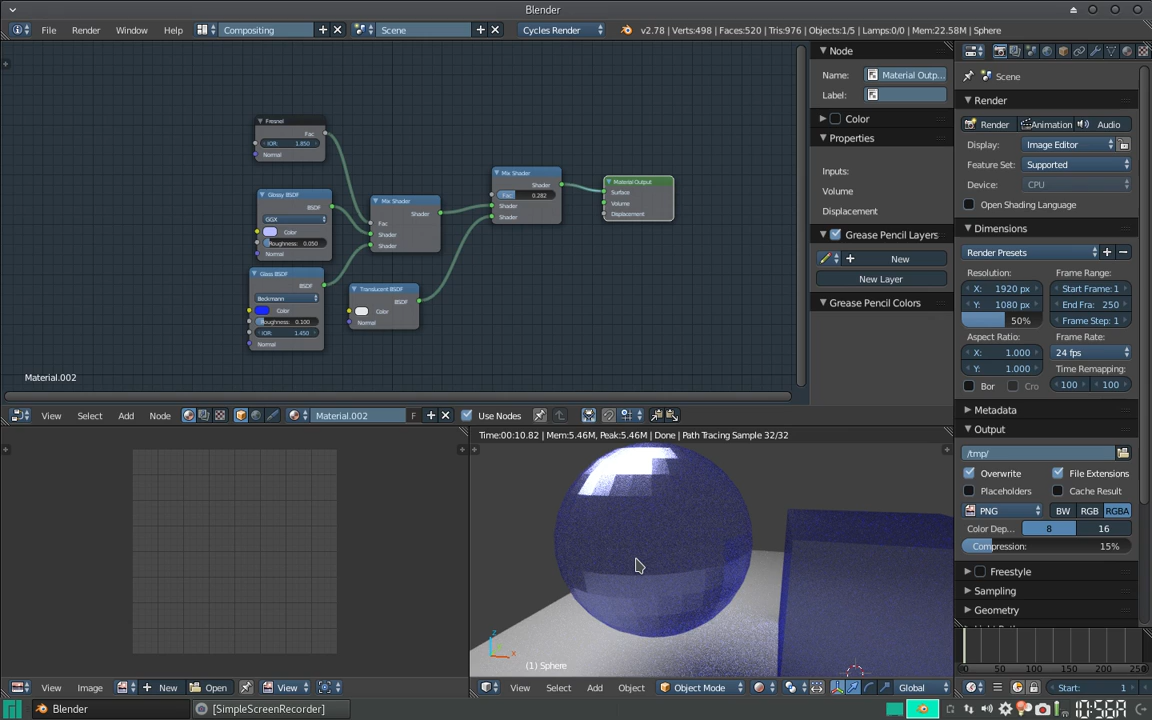 Blender
File Render Window Help Compositing Scene Cycles Render v2.78 | Verts:498 | Faces:520 | Tris:976 | Objects:1/5 | Lamps:0/0 | Mem:22.58M | Sphere
Fresnel
Fac
IOR: 1.850
Normal
Glossy BSDF
BSDF
GGX
Color
Roughness: 0.050
Normal
Glass BSDF
BSDF
Beckmann
Color
Roughness: 0.100
IOR: 1.450
Normal
Mix Shader
Shader
Fac
Shader
Shader
Translucent BSDF
BSDF
Color
Normal
Mix Shader
Shader
Fac: 0.282
Shader
Shader
Material Output
Surface
Volume
Displacement
Material.002
Node
Name: Material Outp...
Label:
Color
Properties
Inputs:
Volume
Displacement
Grease Pencil Layers
New
New Layer
Grease Pencil Colors
Scene
Render
Render Animation Audio
Display: Image Editor
Feature Set: Supported
Device: CPU
Open Shading Language
Dimensions
Render Presets
Resolution: Frame Range:
X: 1920 px Start Frame: 1
Y: 1080 px End Fra: 250
50% Frame Step: 1
Aspect Ratio: Frame Rate:
X: 1.000 24 fps
Y: 1.000 Time Remapping:
Bor Cro 100 100
Metadata
Output
/tmp/
Overwrite File Extensions
Placeholders Cache Result
PNG BW RGB RGBA
Color Dep... 8 16
Compression: 15%
Freestyle
Sampling
Geometry
View Select Add Node Material.002 F Use Nodes
Time:00:10.82 | Mem:5.46M, Peak:5.46M | Done | Path Tracing Sample 32/32
z
x
(1) Sphere
0 50 100 150 200 250
View Image New Open View
View Select Add Object Object Mode Global
Start: 1
Blender [SimpleScreenRecorder] 10:56A